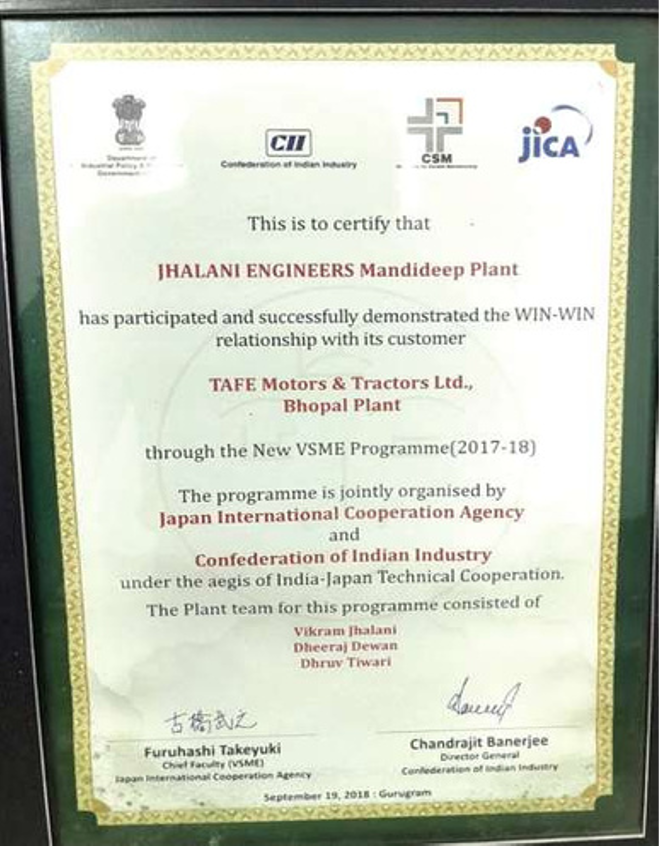 Department of
Industrial Policy &
Government
CII
Confederation of Indian Industry
CSM
JICA
This is to certify that
JHALANI ENGINEERS Mandideep Plant
has participated and successfully demonstrated the WIN-WIN
relationship with its customer
TAFE Motors & Tractors Ltd.,
Bhopal Plant
through the New VSME Programme(2017-18)
The programme is jointly organised by
Japan International Cooperation Agency
and
Confederation of Indian Industry
under the aegis of India-Japan Technical Cooperation.
The Plant team for this programme consisted of
Vikram Jhalani
Dheeraj Dewan
Dhruv Tiwari
古橋武之
Furuhashi Takeyuki
Chief Faculty (VSME)
Japan International Cooperation Agency
Chandrajit Banerjee
Director General
Confederation of Indian Industry
September 19, 2018 : Gurugram